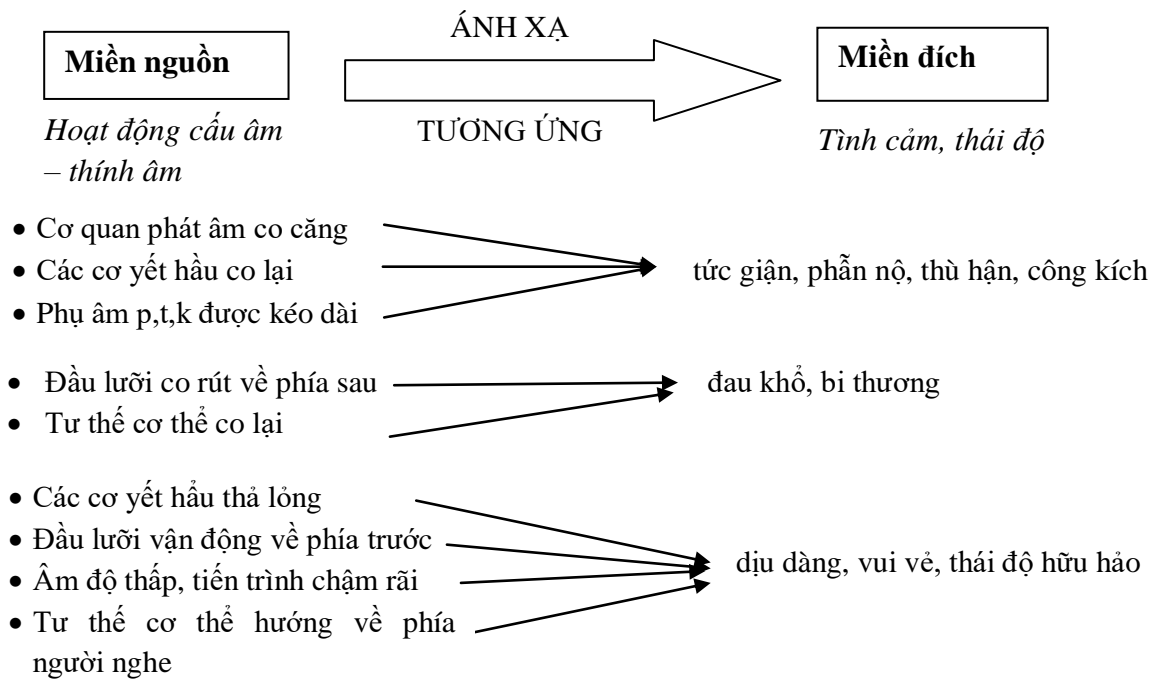 ÁNH XẠ
Miền nguồn
Miền đích
Hoạt động cấu âm
– thính âm
TƯƠNG ỨNG
Tình cảm, thái độ
• Cơ quan phát âm co căng
• Các cơ yết hầu co lại
• Phụ âm p,t,k được kéo dài
tức giận, phẫn nộ, thù hận, công kích
• Đầu lưỡi co rút về phía sau
• Tư thế cơ thể co lại
đau khổ, bi thương
• Các cơ yết hẩu thả lỏng
• Đầu lưỡi vận động về phía trước
• Âm độ thấp, tiến trình chậm rãi
• Tư thế cơ thể hướng về phía
người nghe
dịu dàng, vui vẻ, thái độ hữu hảo